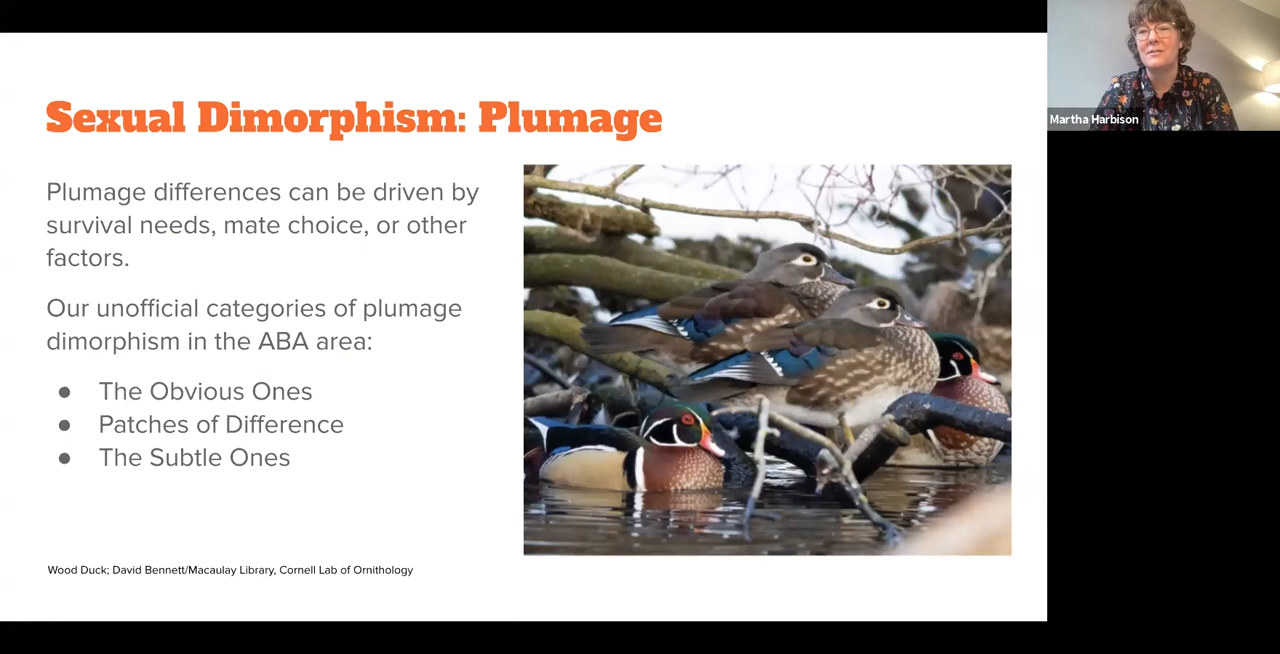 Sexual Dimorphism: Plumage
Plumage differences can be driven by
survival needs, mate choice, or other
factors.
Our unofficial categories of plumage
dimorphism in the ABA area:
● The Obvious Ones
● Patches of Difference
● The Subtle Ones
Wood Duck; David Bennett/Macaulay Library, Cornell Lab of Ornithology
Martha Harbison